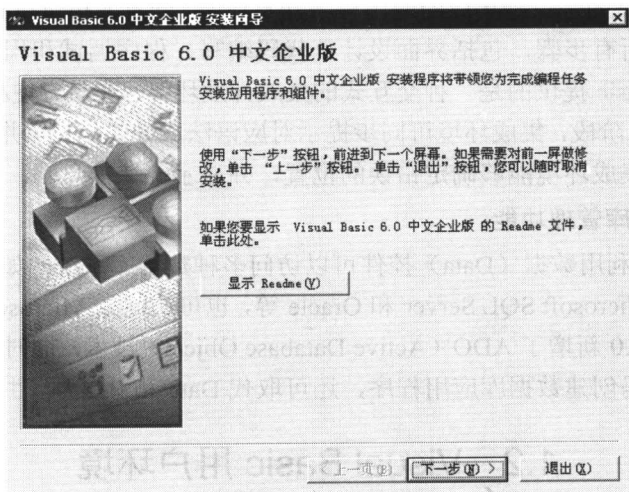 Visual Basic 6.0 中文企业版 安装向导
Visual Basic 6.0 中文企业版
Visual Basic 6.0 中文企业版 安装程序将带领您为完成编程任务
安装应用程序和组件。
使用“下一步”按钮，前进到下一个屏幕。如果需要对前一屏做修
改，单击 “上一步”按钮。 单击“退出”按钮，您可以随时取消
安装。
如果您要显示 Visual Basic 6.0 中文企业版 的 Readme 文件，
单击此处。
显示 Readme(V)
上一页(B)
下一步(N) >
退出(V)